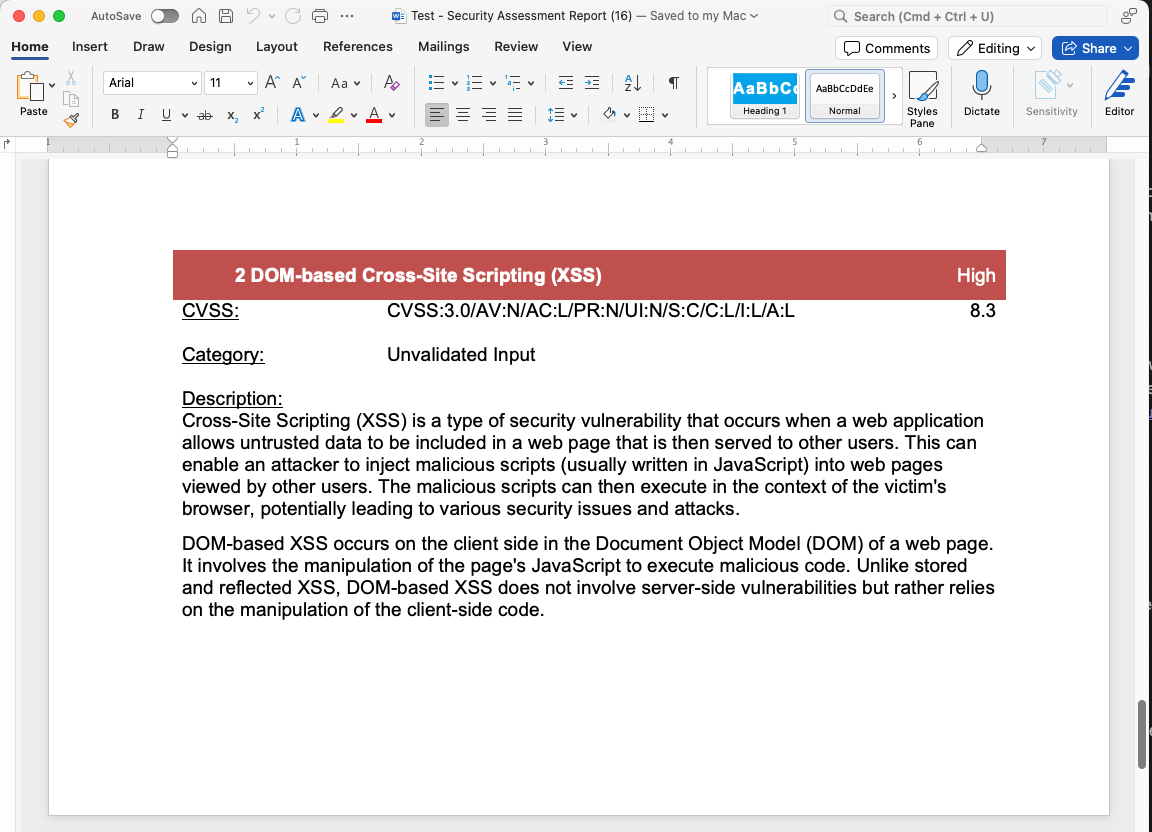 AutoSave
Test - Security Assessment Report (16) — Saved to my Mac
Search (Cmd + Ctrl + U)
Home Insert Draw Design Layout References Mailings Review View
Comments Editing Share
Paste
Arial 11
A A Aa A
B I U ab x2 x2 A A
A Z
¶
AaBbCc
Heading 1
AaBbCcDdEe
Normal
Styles Pane
Dictate
Sensitivity
Editor
1 1 2 3 4 5 6 7
2 DOM-based Cross-Site Scripting (XSS) High
CVSS: CVSS:3.0/AV:N/AC:L/PR:N/UI:N/S:C/C:L/I:L/A:L 8.3
Category: Unvalidated Input
Description:
Cross-Site Scripting (XSS) is a type of security vulnerability that occurs when a web application
allows untrusted data to be included in a web page that is then served to other users. This can
enable an attacker to inject malicious scripts (usually written in JavaScript) into web pages
viewed by other users. The malicious scripts can then execute in the context of the victim's
browser, potentially leading to various security issues and attacks.
DOM-based XSS occurs on the client side in the Document Object Model (DOM) of a web page.
It involves the manipulation of the page's JavaScript to execute malicious code. Unlike stored
and reflected XSS, DOM-based XSS does not involve server-side vulnerabilities but rather relies
on the manipulation of the client-side code.